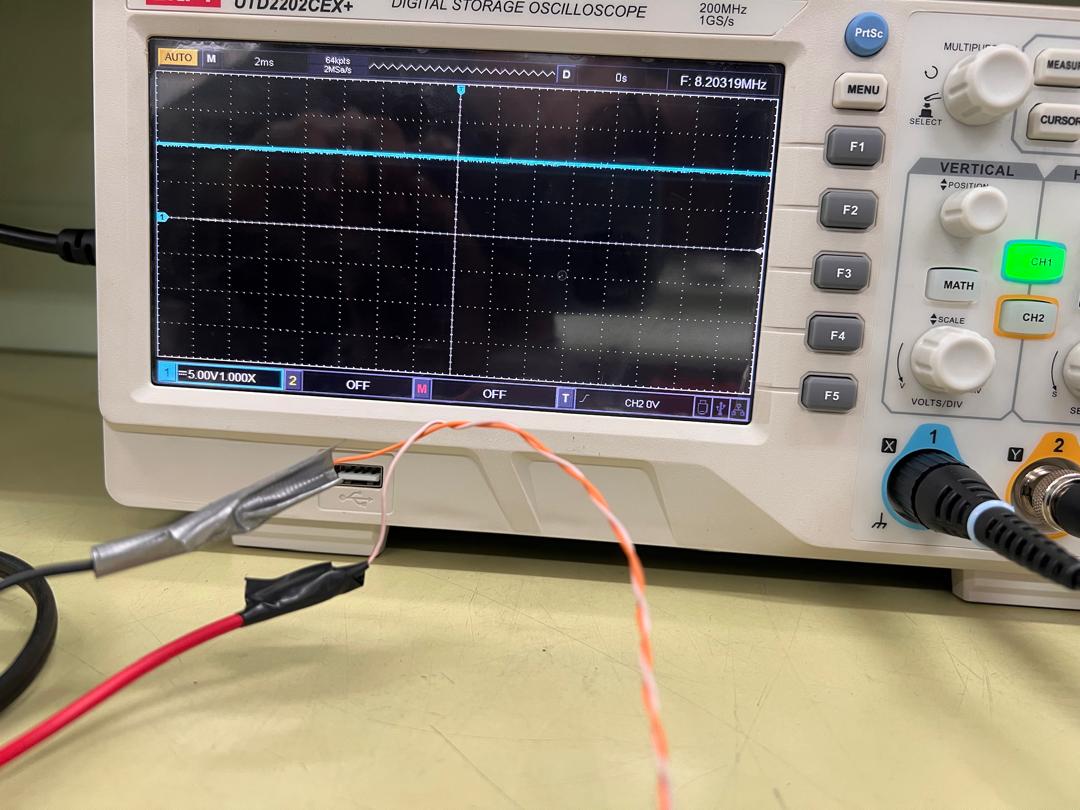 UTD2202CEX+
DIGITAL STORAGE OSCILLOSCOPE
200MHz
1GS/s
AUTO M 2ms 64kpts 2MSa/s D 0s F: 8.20319MHz
1
1 5.00V1.000X 2 OFF M OFF T CH2 0V
PrtSc
MENU
F1
F2
F3
F4
F5
SELECT
CURSOR
VERTICAL
POSITION
CH1
MATH
CH2
SCALE
V
VOLTS/DIV
X 1
Y 2